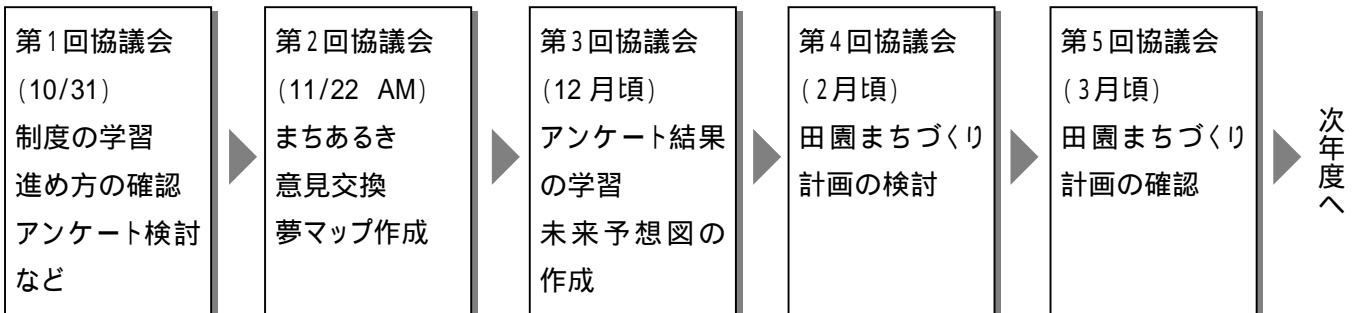 第1回協議会
(10/31)
制度の学習
進め方の確認
アンケート検討
など
第2回協議会
(11/22 AM)
まちあるき
意見交換
夢マップ作成
第3回協議会
(12月頃)
アンケート結果
の学習
未来予想図の
作成
第4回協議会
(2月頃)
田園まちづくり
計画の検討
第5回協議会
(3月頃)
田園まちづくり
計画の確認
次年度へ